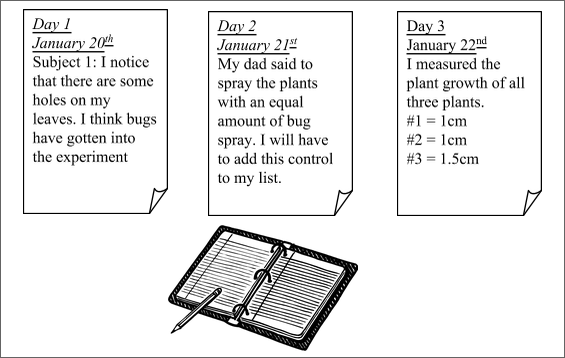 Day 1
January 20th
Subject 1: I notice
that there are some
holes on my
leaves. I think bugs
have gotten into
the experiment
Day 2
January 21st
My dad said to
spray the plants
with an equal
amount of bug
spray. I will have
to add this control
to my list.
Day 3
January 22nd
I measured the
plant growth of all
three plants.
#1 = 1cm
#2 = 1cm
#3 = 1.5cm